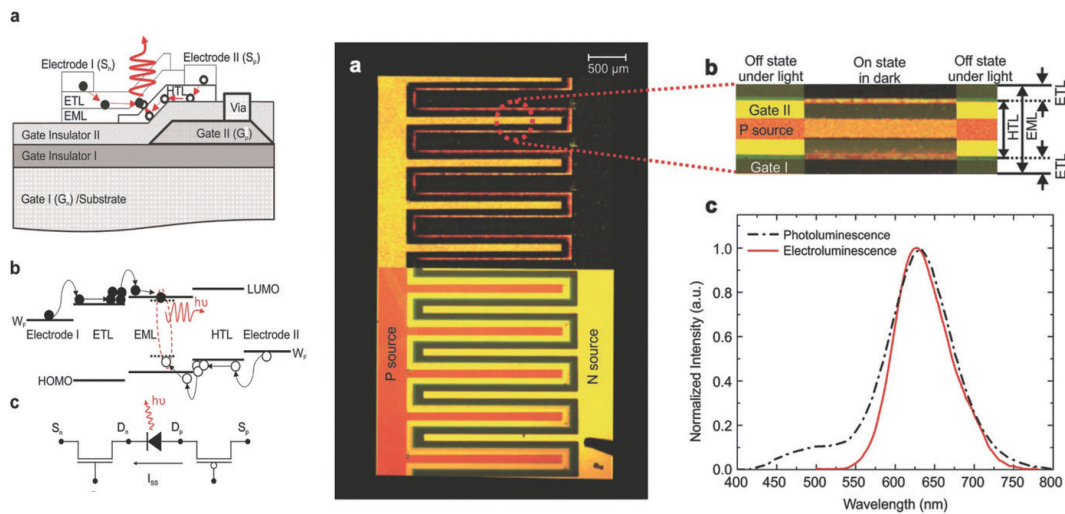 a
Electrode I (Sn)
Electrode II (Sp)
ETL
HTL
EML
Via
Gate Insulator II
Gate II (Gp)
Gate Insulator I
Gate I (Gn) /Substrate
b
hυ
LUMO
WF
Electrode I ETL EML HTL Electrode II
WF
HOMO
c
hυ
Sn Dn Dp Sp
ISS
a
500 µm
P source
N source
b
Off state
under light
On state
in dark
Off state
under light
Gate II
P source
Gate I
HTL
EML
ETL
ETL
c
Photoluminescence
Electroluminescence
Normalized Intensity (a.u.)
1.0
0.8
0.6
0.4
0.2
0.0
400 450 500 550 600 650 700 750 800
Wavelength (nm)